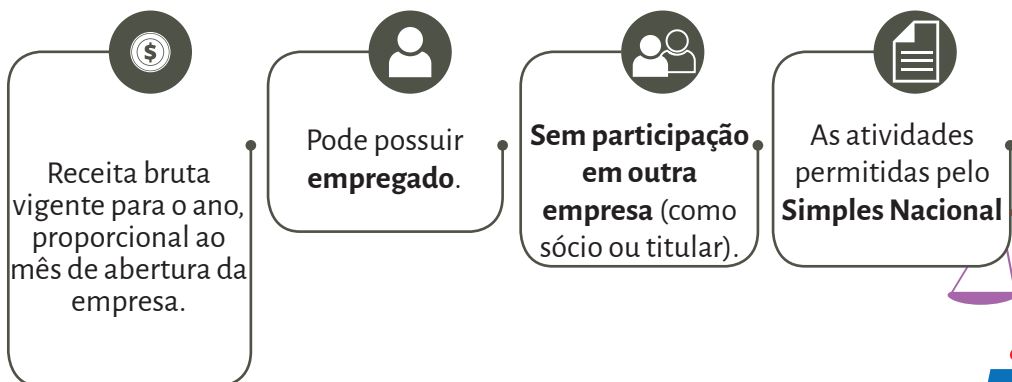 $
Receita bruta
vigente para o ano,
proporcional ao
mês de abertura da
empresa.
Pode possuir
empregado.
Sem participação
em outra
empresa (como
sócio ou titular).
As atividades
permitidas pelo
Simples Nacional